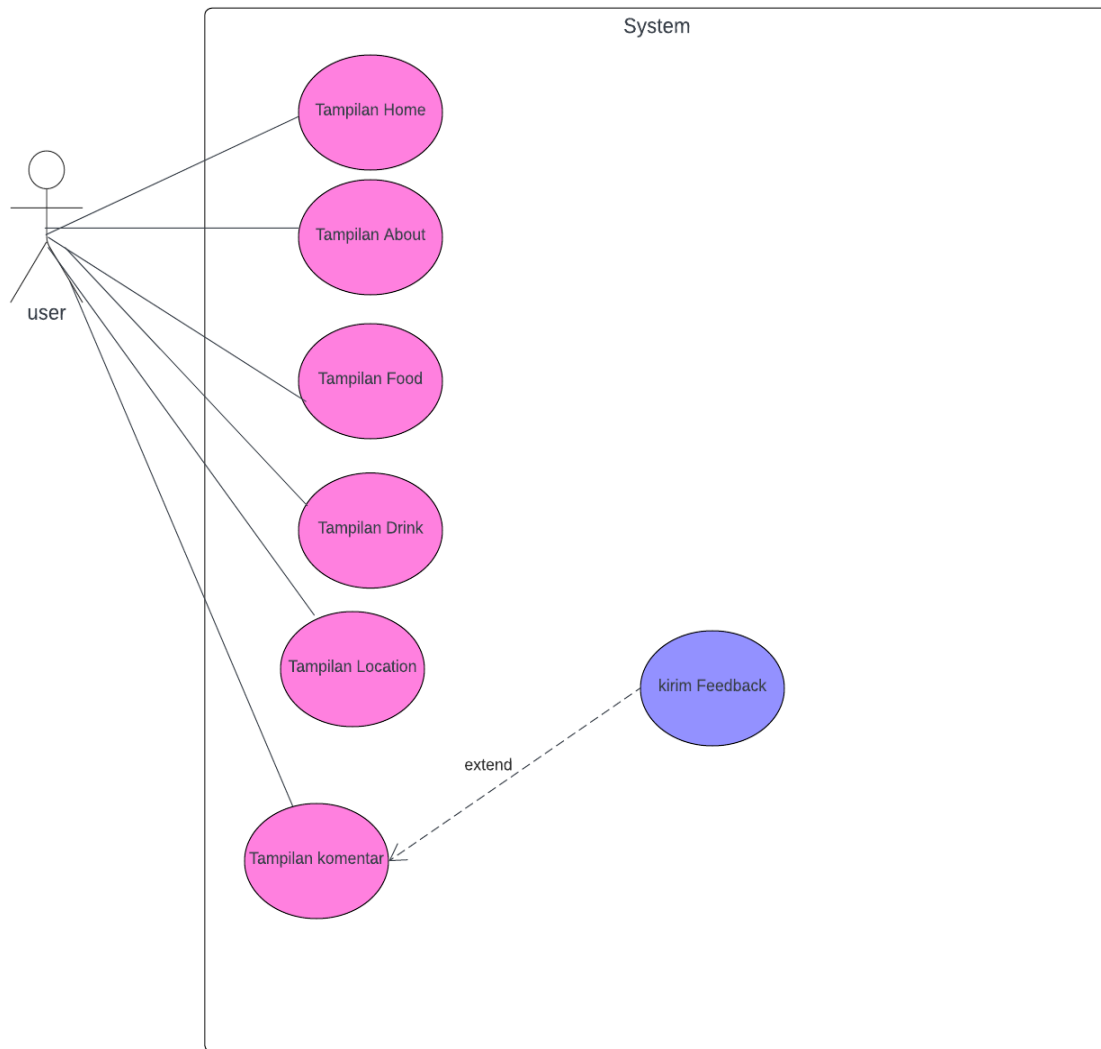 System
Tampilan Home
Tampilan About
user
Tampilan Food
Tampilan Drink
Tampilan Location
kirim Feedback
extend
Tampilan komentar